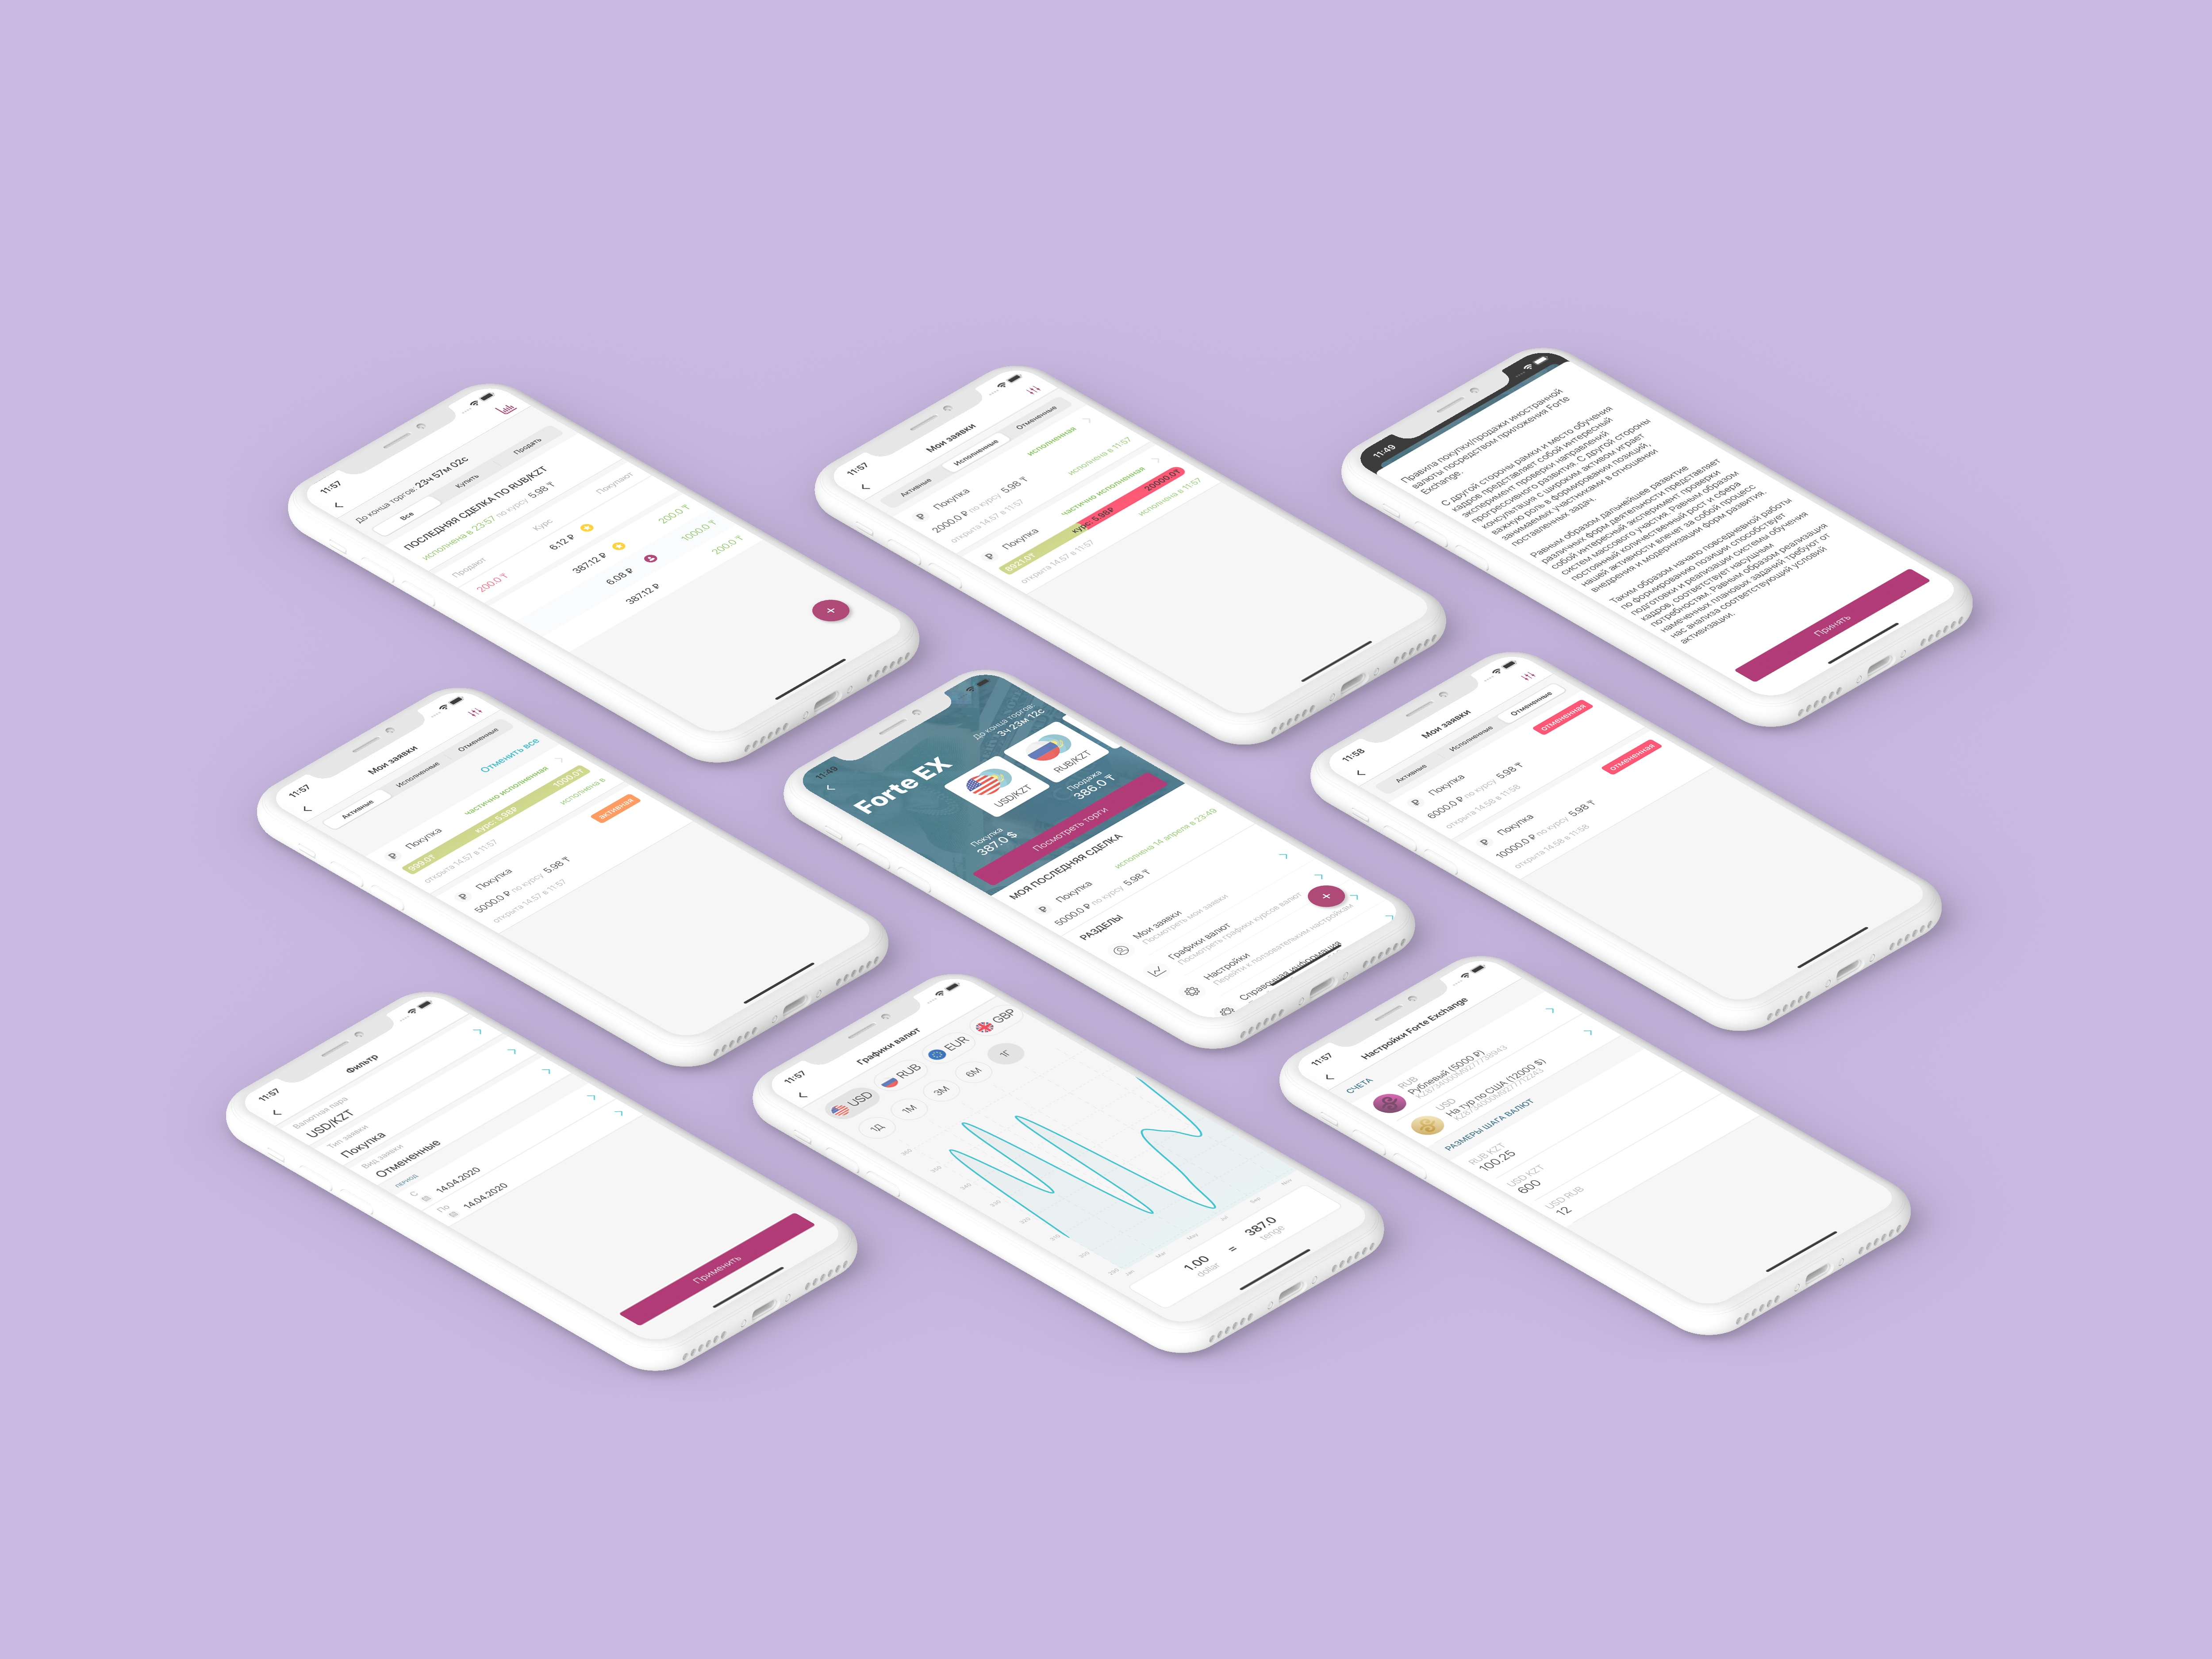 11:57
До конца торгов: 23ч 57м 02с
Все
Купить
Продать
ПОСЛЕДНЯЯ СДЕЛКА ПО RUB/KZT
исполнена в 23:57 по курсу 5.98 ₸
Продают
Курс
Покупают
200.0 ₸
6.12 ₽
387.12 ₽
200.0 ₸
6.08 ₽
1000.0 ₸
387.12 ₽
200.0 ₸
+
11:57
Мои заявки
Активные
Исполненные
Отмененные
Покупка
исполненная
2000.0 ₽ по курсу 5.98 ₸
открыта 14.57 в 11:57
исполнена в 11:57
Покупка
частично исполненная
курс: 5.98₽
20000.0₸
открыта 14.57 в 11:57
исполнена в 11:57
11:49
Правила покупки/продажи иностранной
валюты посредством приложения Forte
Exchange.
С другой стороны рамки и место обучения
кадров представляет собой интересный
эксперимент проверки направлений
прогрессивного развития. С другой стороны
консультация с широким активом играет
важную роль в формировании позиций,
занимаемых участниками в отношении
поставленных задач.
Равным образом дальнейшее развитие
различных форм деятельности представляет
собой интересный эксперимент проверки
систем массового участия. Равным образом
постоянный количественный рост и сфера
нашей активности влечет за собой процесс
внедрения и модернизации форм развития.
Таким образом начало повседневной работы
по формированию позиции способствует
подготовки и реализации системы обучения
кадров, соответствует насущным
потребностям. Равным образом реализация
намеченных плановых заданий требуют от
нас анализа соответствующий условий
активизации.
Принять
11:57
Мои заявки
Активные
Исполненные
Отмененные
Отменить все
Покупка
частично исполненная
999.0₸
курс: 5.98₽
1000.0₸
открыта 14.57 в 11:57
исполнена в
Покупка
активная
5000.0 ₽ по курсу 5.98 ₸
открыта 14.57 в 11:57
11:49
Forte EX
До конца торгов:
3ч 23м 12с
USD/KZT
RUB/KZT
Покупка
387.0 $
Продажа
386.0 ₸
Посмотреть торги
МОЯ ПОСЛЕДНЯЯ СДЕЛКА
Покупка
исполнена 14 апреля в 23:49
5000.0 ₽ по курсу 5.98 ₸
РАЗДЕЛЫ
Мои заявки
Посмотреть мои заявки
Графики валют
Посмотреть графики курсов валют
Настройки
Перейти к пользовательским настройкам
Справочная информация
+
11:58
Мои заявки
Активные
Исполненные
Отмененные
Покупка
отмененная
6000.0 ₽ по курсу 5.98 ₸
открыта 14.58 в 11:58
Покупка
отмененная
10000.0 ₽ по курсу 5.98 ₸
открыта 14.58 в 11:58
11:57
Фильтр
Валютная пара
USD/KZT
Тип заявки
Покупка
Вид заявки
Отмененные
ПЕРИОД
С
14.04.2020
По
14.04.2020
Применить
11:57
Графики валют
USD
RUB
EUR
GBP
1Д
1М
3М
6М
1Г
1.00
dollar
=
387.0
tenge
11:57
Настройки Forte Exchange
СЧЕТА
RUB
Рублевый (5000 ₽)
USD
На тур по США (12000 $)
РАЗМЕРЫ ШАГА ВАЛЮТ
RUB KZT
100.25
USD KZT
600
USD RUB
12